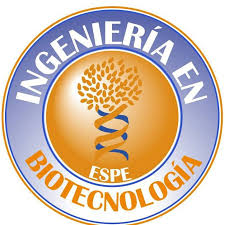 INGENIERÍA EN
ESPE
BIOTECNOLOGÍA